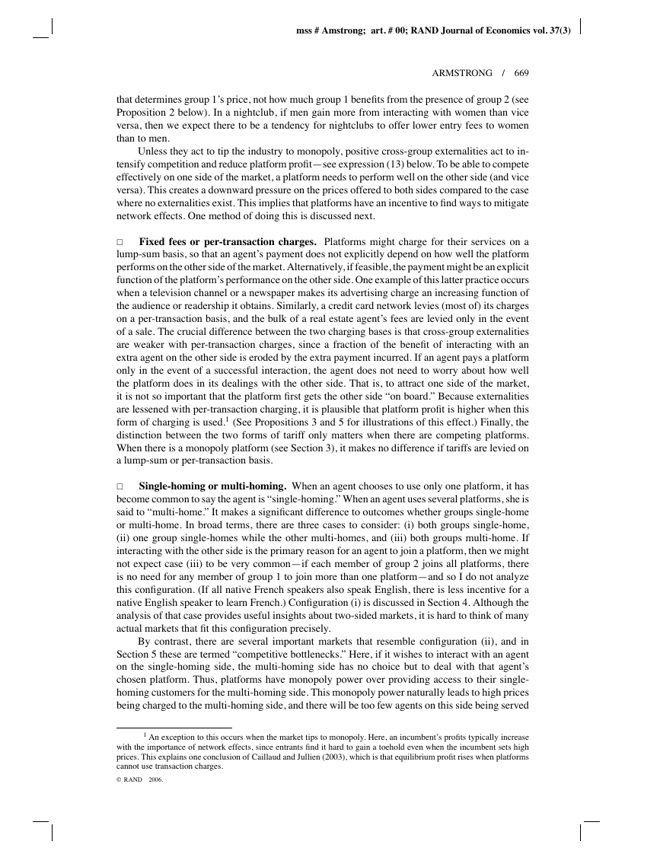 mss # Amstrong; art. # 00; RAND Journal of Economics vol. 37(3)
ARMSTRONG / 669
that determines group 1's price, not how much group 1 benefits from the presence of group 2 (see
Proposition 2 below). In a nightclub, if men gain more from interacting with women than vice
versa, then we expect there to be a tendency for nightclubs to offer lower entry fees to women
than to men.
Unless they act to tip the industry to monopoly, positive cross-group externalities act to in-
tensify competition and reduce platform profit—see expression (13) below. To be able to compete
effectively on one side of the market, a platform needs to perform well on the other side (and vice
versa). This creates a downward pressure on the prices offered to both sides compared to the case
where no externalities exist. This implies that platforms have an incentive to find ways to mitigate
network effects. One method of doing this is discussed next.
□ Fixed fees or per-transaction charges. Platforms might charge for their services on a
lump-sum basis, so that an agent's payment does not explicitly depend on how well the platform
performs on the other side of the market. Alternatively, if feasible, the payment might be an explicit
function of the platform's performance on the other side. One example of this latter practice occurs
when a television channel or a newspaper makes its advertising charge an increasing function of
the audience or readership it obtains. Similarly, a credit card network levies (most of) its charges
on a per-transaction basis, and the bulk of a real estate agent's fees are levied only in the event
of a sale. The crucial difference between the two charging bases is that cross-group externalities
are weaker with per-transaction charges, since a fraction of the benefit of interacting with an
extra agent on the other side is eroded by the extra payment incurred. If an agent pays a platform
only in the event of a successful interaction, the agent does not need to worry about how well
the platform does in its dealings with the other side. That is, to attract one side of the market,
it is not so important that the platform first gets the other side “on board.” Because externalities
are lessened with per-transaction charging, it is plausible that platform profit is higher when this
form of charging is used.¹ (See Propositions 3 and 5 for illustrations of this effect.) Finally, the
distinction between the two forms of tariff only matters when there are competing platforms.
When there is a monopoly platform (see Section 3), it makes no difference if tariffs are levied on
a lump-sum or per-transaction basis.
□ Single-homing or multi-homing. When an agent chooses to use only one platform, it has
become common to say the agent is “single-homing.” When an agent uses several platforms, she is
said to “multi-home.” It makes a significant difference to outcomes whether groups single-home
or multi-home. In broad terms, there are three cases to consider: (i) both groups single-home,
(ii) one group single-homes while the other multi-homes, and (iii) both groups multi-home. If
interacting with the other side is the primary reason for an agent to join a platform, then we might
not expect case (iii) to be very common—if each member of group 2 joins all platforms, there
is no need for any member of group 1 to join more than one platform—and so I do not analyze
this configuration. (If all native French speakers also speak English, there is less incentive for a
native English speaker to learn French.) Configuration (i) is discussed in Section 4. Although the
analysis of that case provides useful insights about two-sided markets, it is hard to think of many
actual markets that fit this configuration precisely.
By contrast, there are several important markets that resemble configuration (ii), and in
Section 5 these are termed “competitive bottlenecks.” Here, if it wishes to interact with an agent
on the single-homing side, the multi-homing side has no choice but to deal with that agent's
chosen platform. Thus, platforms have monopoly power over providing access to their single-
homing customers for the multi-homing side. This monopoly power naturally leads to high prices
being charged to the multi-homing side, and there will be too few agents on this side being served
¹ An exception to this occurs when the market tips to monopoly. Here, an incumbent's profits typically increase
with the importance of network effects, since entrants find it hard to gain a toehold even when the incumbent sets high
prices. This explains one conclusion of Caillaud and Jullien (2003), which is that equilibrium profit rises when platforms
cannot use transaction charges.
© RAND 2006.